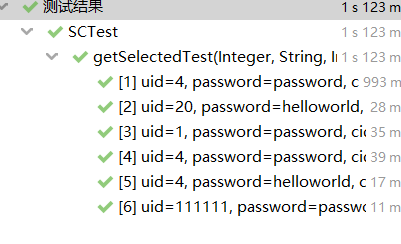 测试结果 1 s 123 m
SCTest 1 s 123 m
getSelectedTest(Integer, String, I 1 s 123 m
[1] uid=4, password=password, c 993 m
[2] uid=20, password=helloworld, 28 m
[3] uid=1, password=password, cid 35 m
[4] uid=4, password=password, cid 39 m
[5] uid=4, password=helloworld, c 17 m
[6] uid=111111, password=passw 11 m